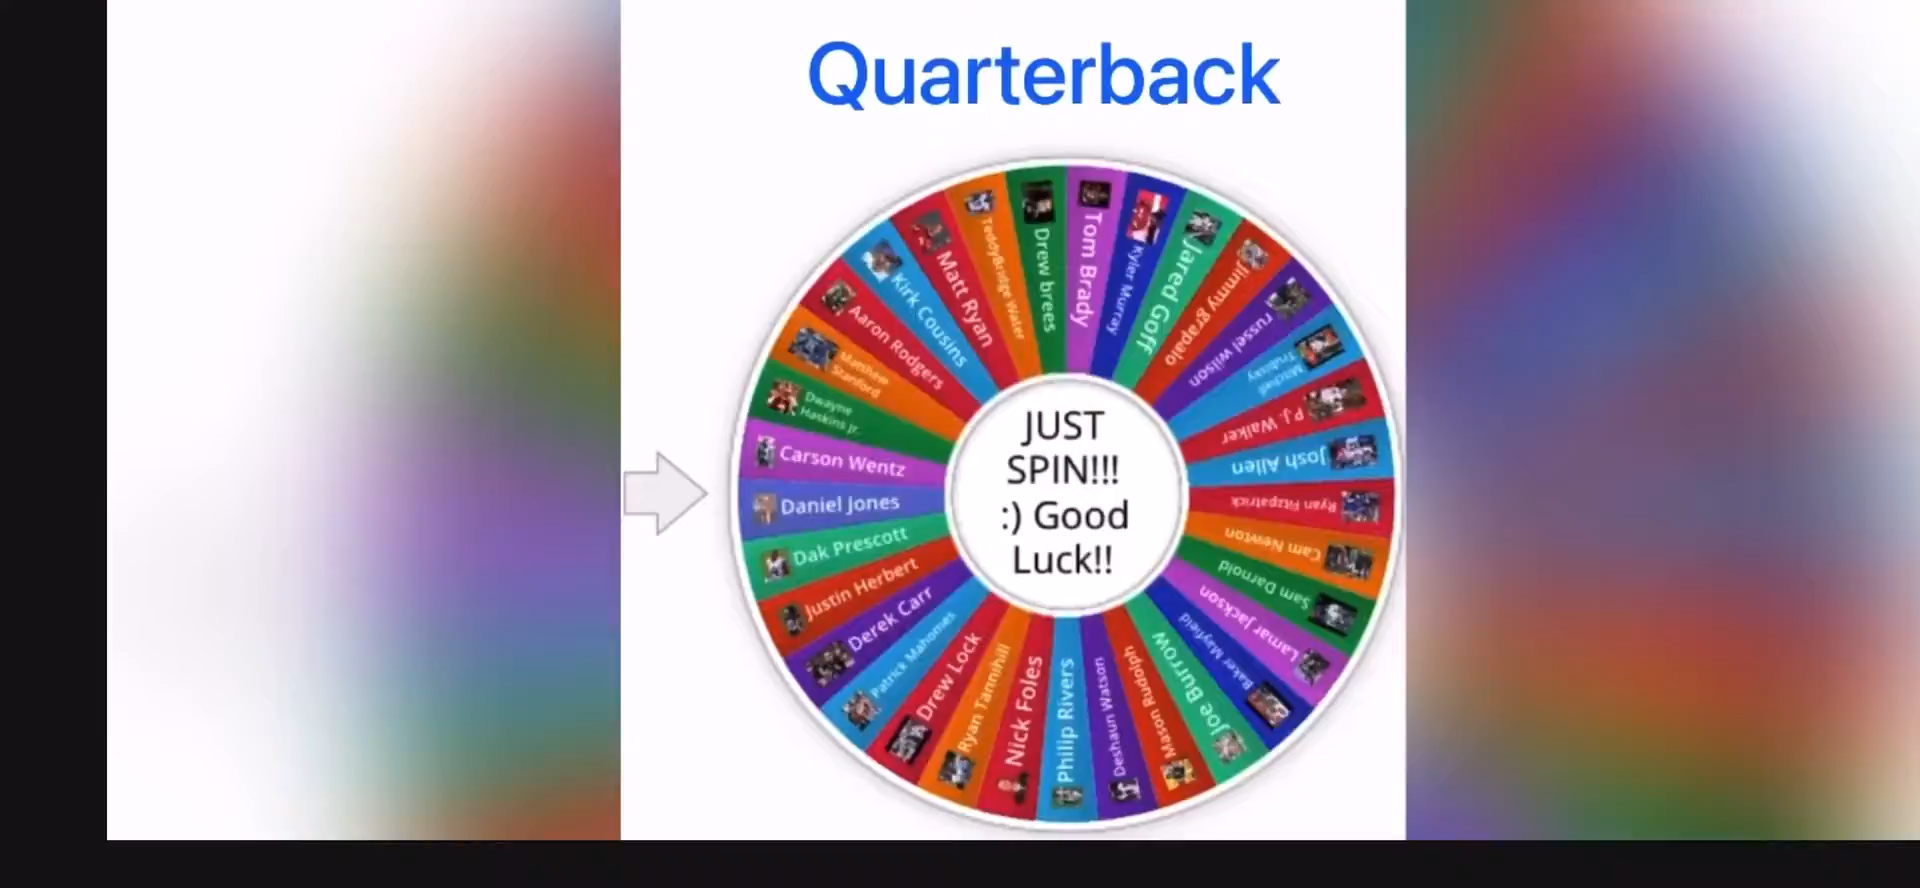 Quarterback
Tom Brady
Kyler Murray
Jared Goff
Jimmy grapalo
russel wilson
Mitchell
Trubisky
P.J. Walker
Josh Allen
Ryan Fitzpatrick
Cam Newton
Sam Darnold
Lamar Jackson
Baker Mayfield
Joe Burrow
Mason Rudolph
Deshaun Watson
Philip Rivers
Nick Foles
Ryan Tannihill
Drew Lock
Patrick Mahomes
Derek Carr
Justin Herbert
Dak Prescott
Daniel Jones
Carson Wentz
Dwayne
Haskins jr.
Matthew
Stanford
Aaron Rodgers
Kirk Cousins
Matt Ryan
TeddyBridge Water
Drew brees
JUST
SPIN!!!
:) Good
Luck!!